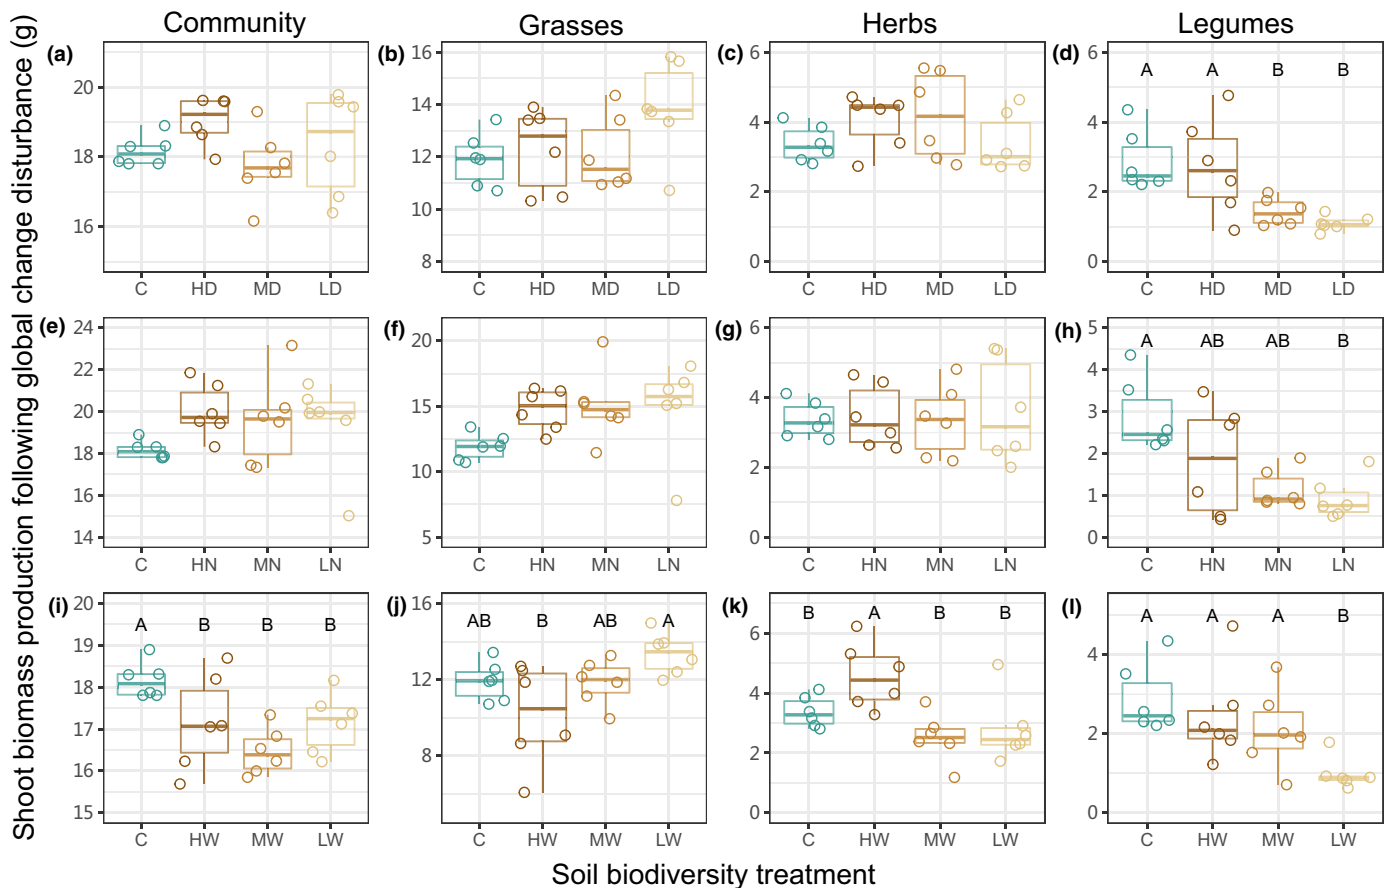 Community Grasses Herbs Legumes
Shoot biomass production following global change disturbance (g)
(a)
20
18
16
C HD MD LD
(b)
16
14
12
10
8
C HD MD LD
(c)
6
4
2
0
C HD MD LD
(d)
A A B B
6
4
2
0
C HD MD LD
(e)
24
22
20
18
16
14
C HN MN LN
(f)
20
15
10
5
C HN MN LN
(g)
6
4
2
0
C HN MN LN
(h)
A AB AB B
5
4
3
2
1
0
C HN MN LN
(i)
A B B B
20
19
18
17
16
15
C HW MW LW
(j)
AB B AB A
16
12
8
C HW MW LW
(k)
B A B B
6
4
2
0
C HW MW LW
(l)
A A A B
4
2
0
C HW MW LW
Soil biodiversity treatment